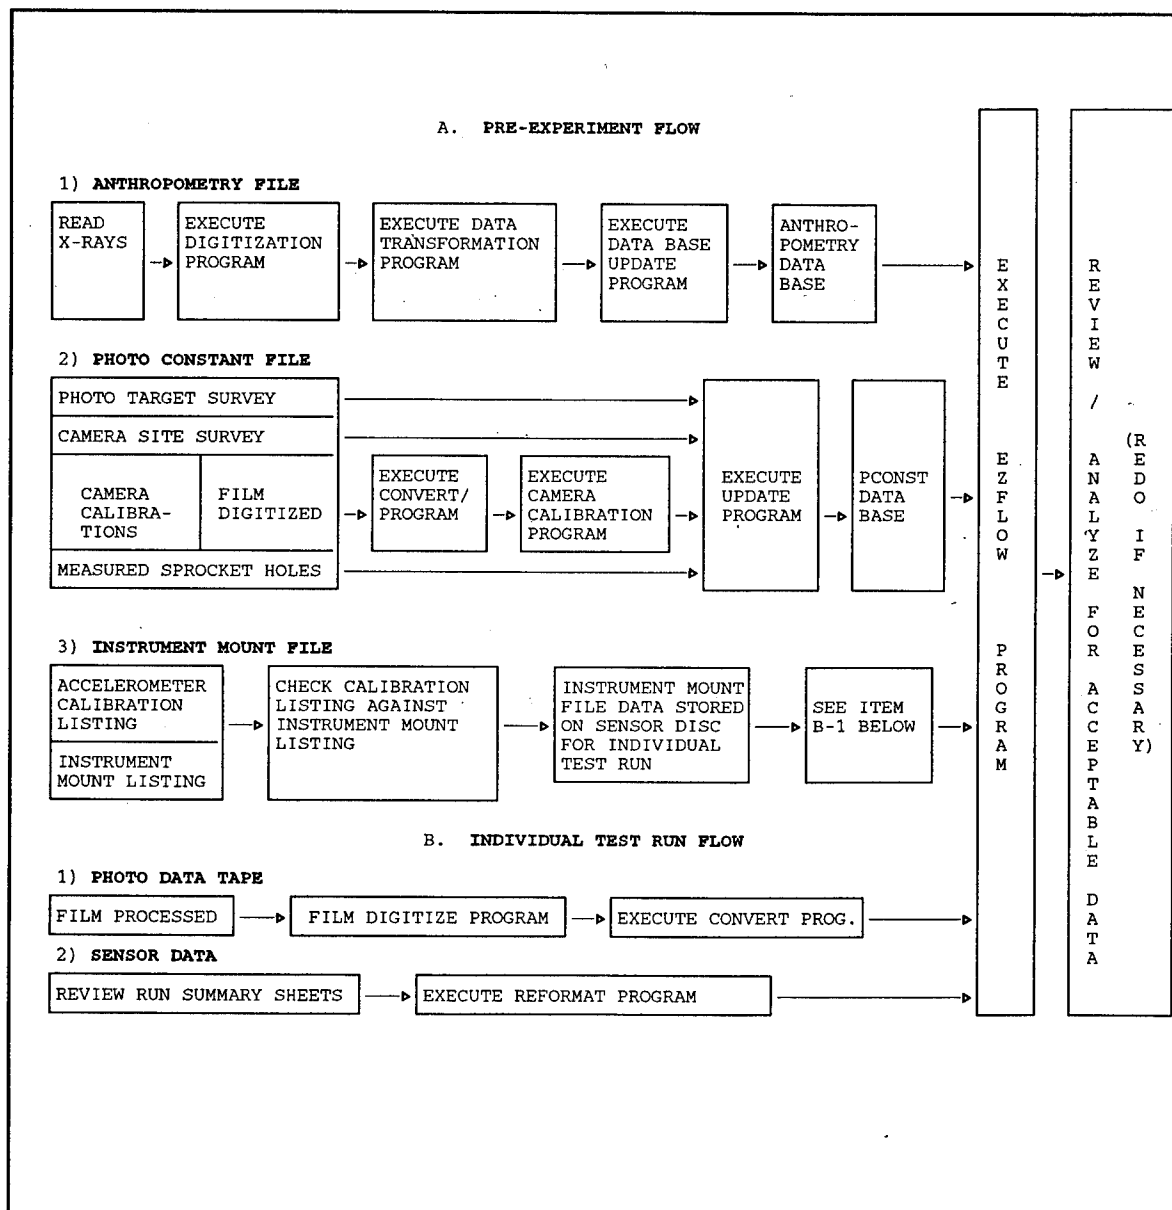 A. PRE-EXPERIMENT FLOW
1) ANTHROPOMETRY FILE
READ
X-RAYS
EXECUTE
DIGITIZATION
PROGRAM
EXECUTE DATA
TRANSFORMATION
PROGRAM
EXECUTE
DATA BASE
UPDATE
PROGRAM
ANTHRO-
POMETRY
DATA
BASE
2) PHOTO CONSTANT FILE
PHOTO TARGET SURVEY
CAMERA SITE SURVEY
CAMERA
CALIBRA-
TIONS
FILM
DIGITIZED
EXECUTE
CONVERT/
PROGRAM
EXECUTE
CAMERA
CALIBRATION
PROGRAM
MEASURED SPROCKET HOLES
EXECUTE
UPDATE
PROGRAM
PCONST
DATA
BASE
3) INSTRUMENT MOUNT FILE
ACCELEROMETER
CALIBRATION
LISTING
INSTRUMENT
MOUNT LISTING
CHECK CALIBRATION
LISTING AGAINST
INSTRUMENT MOUNT
LISTING
INSTRUMENT MOUNT
FILE DATA STORED
ON SENSOR DISC
FOR INDIVIDUAL
TEST RUN
SEE ITEM
B-1 BELOW
B. INDIVIDUAL TEST RUN FLOW
1) PHOTO DATA TAPE
FILM PROCESSED
FILM DIGITIZE PROGRAM
EXECUTE CONVERT PROG.
2) SENSOR DATA
REVIEW RUN SUMMARY SHEETS
EXECUTE REFORMAT PROGRAM
EXECUTE EZFLOW PROGRAM
REVIEW / ANALYZE FOR ACCEPTABLE DATA
(REDO IF NECESSARY)